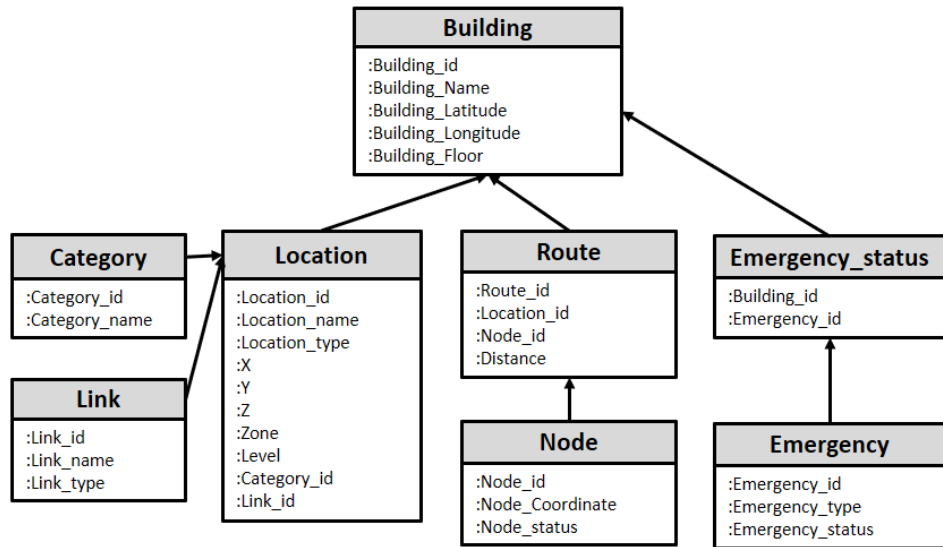 Building
:Building_id
:Building_Name
:Building_Latitude
:Building_Longitude
:Building_Floor
Category
:Category_id
:Category_name
Location
:Location_id
:Location_name
:Location_type
:X
:Y
:Z
:Zone
:Level
:Category_id
:Link_id
Route
:Route_id
:Location_id
:Node_id
:Distance
Emergency_status
:Building_id
:Emergency_id
Link
:Link_id
:Link_name
:Link_type
Node
:Node_id
:Node_Coordinate
:Node_status
Emergency
:Emergency_id
:Emergency_type
:Emergency_status